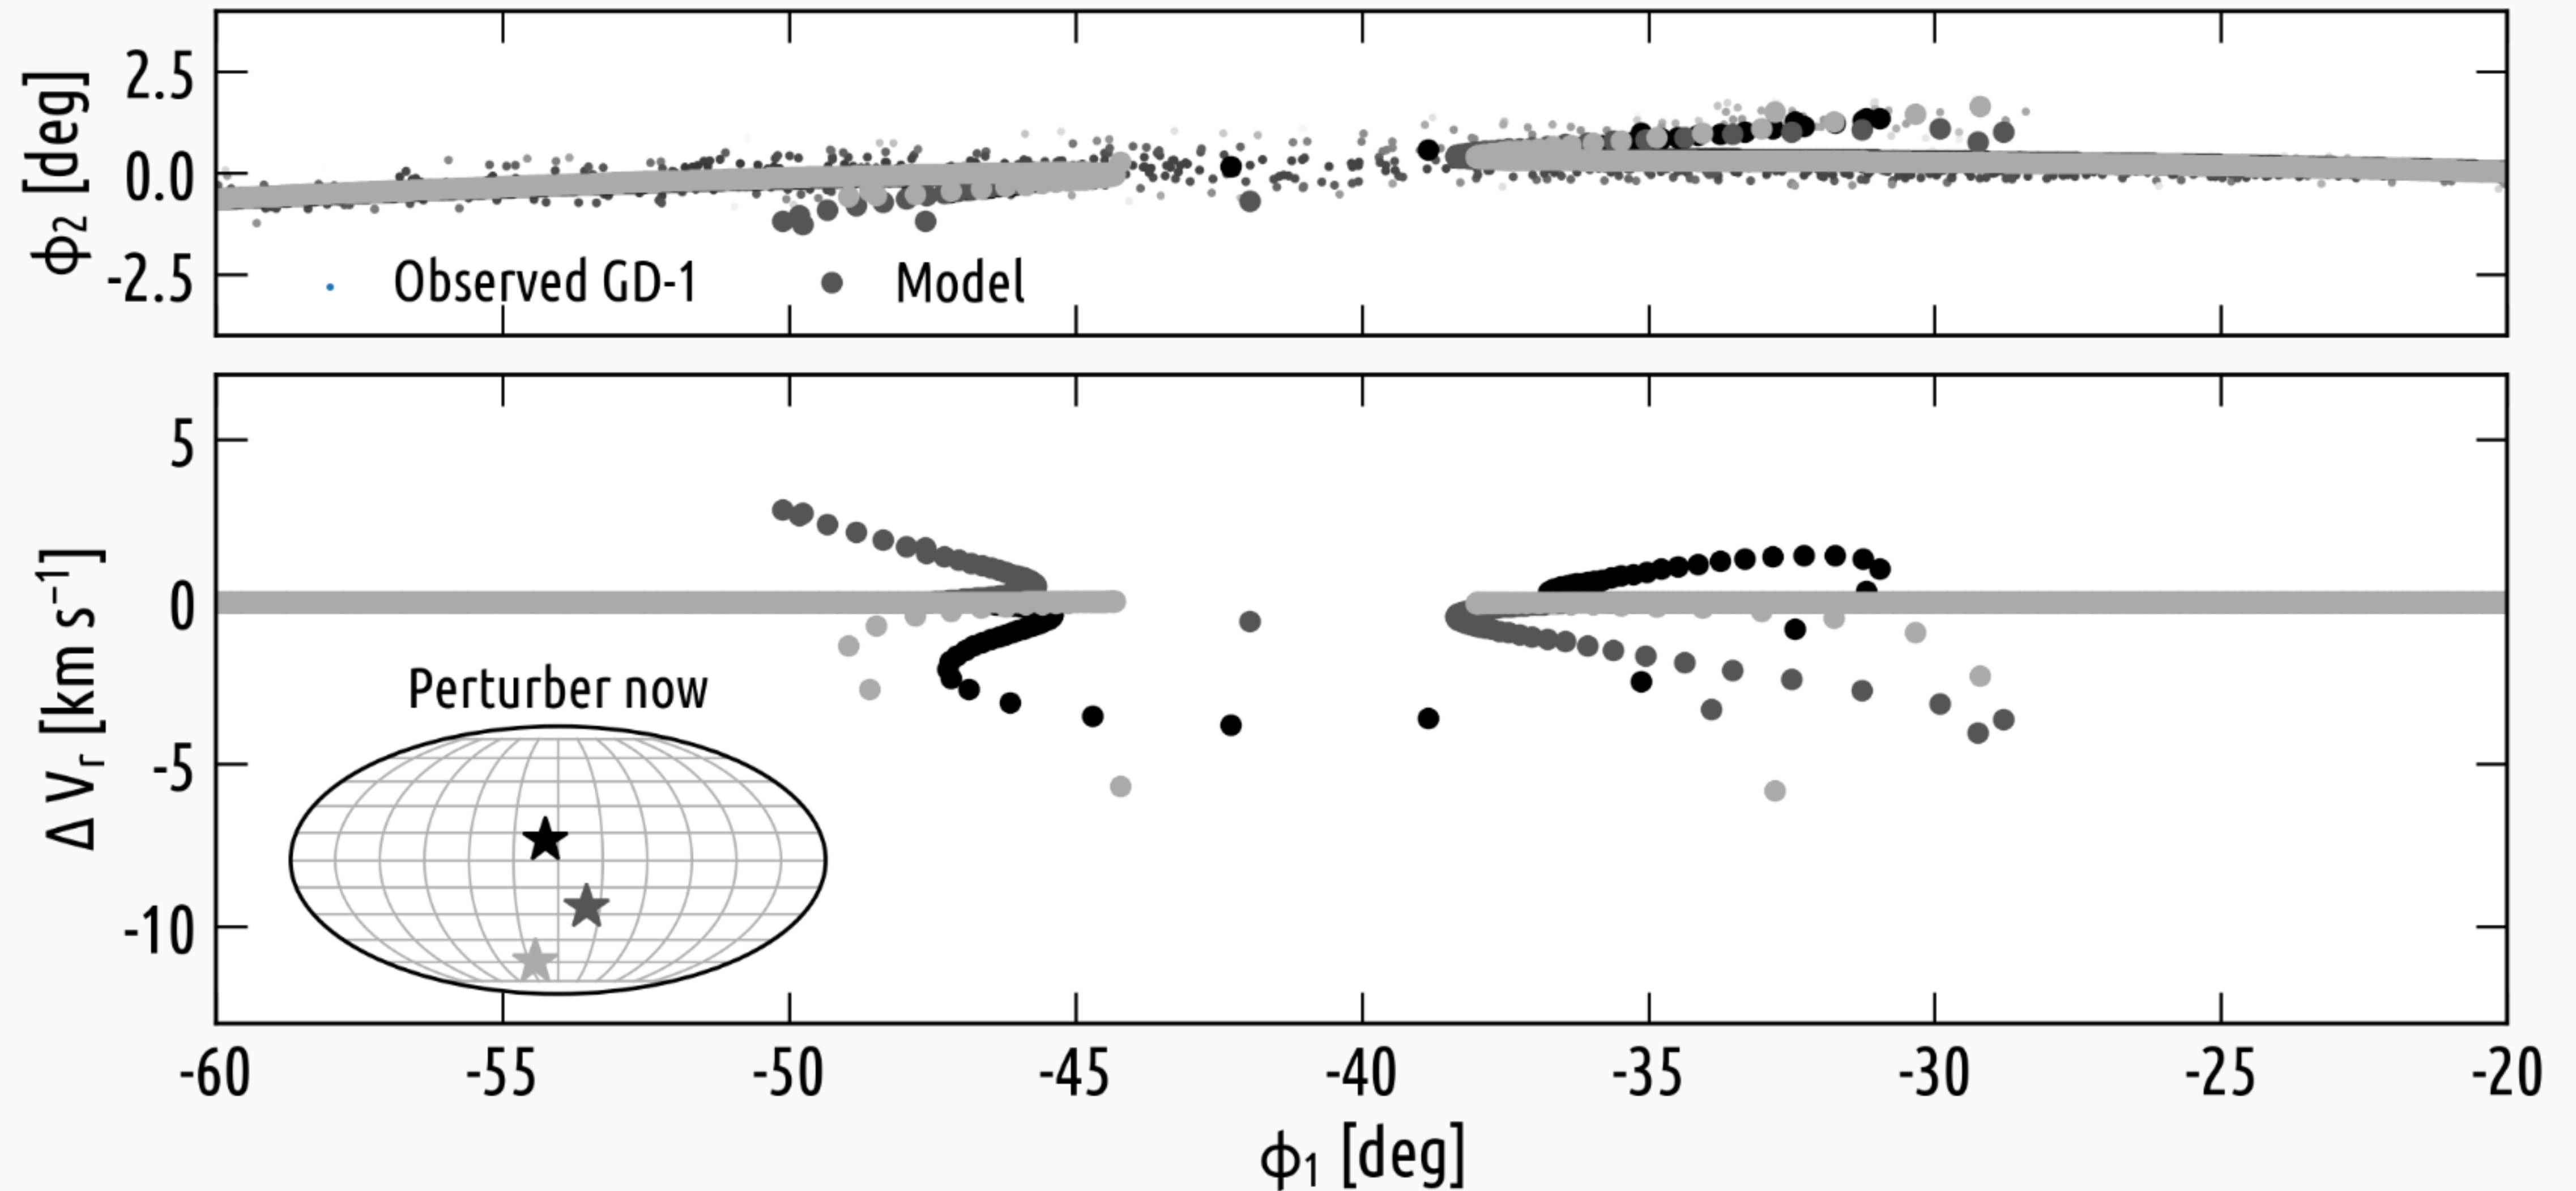 ϕ₂ [deg]
2.5
0.0
-2.5
Observed GD-1
Model
Δ Vᵣ [km s⁻¹]
5
0
-5
-10
Perturber now
-60 -55 -50 -45 -40 -35 -30 -25 -20
ϕ₁ [deg]